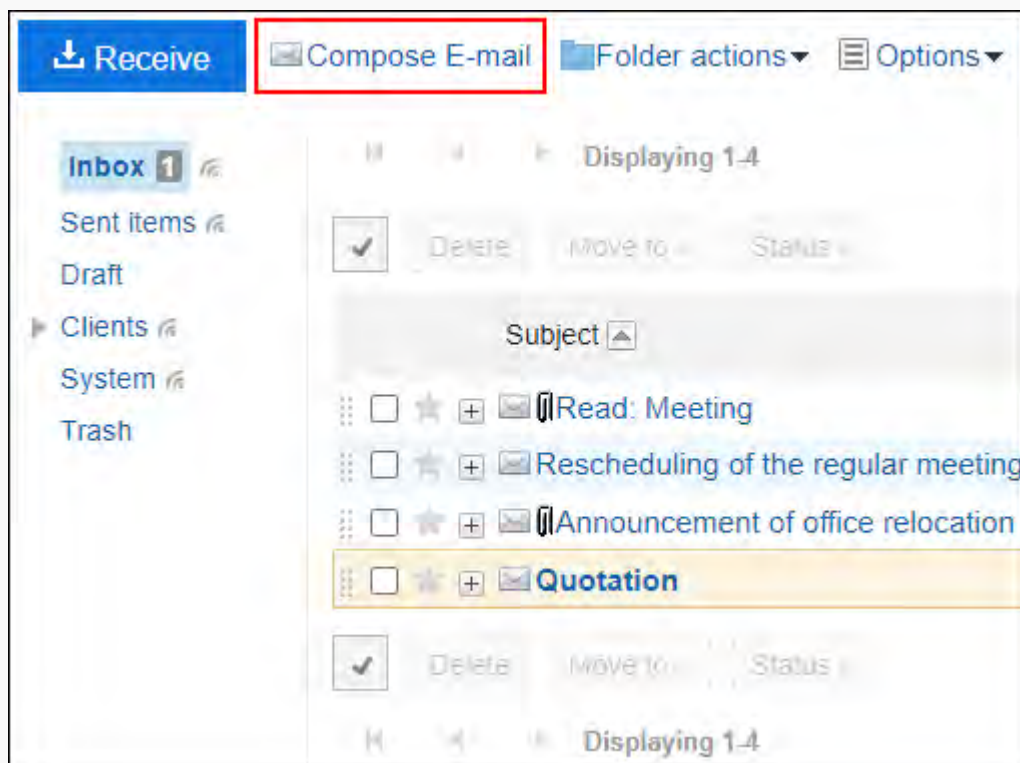 Receive Compose E-mail Folder actions Options
Inbox 1
Sent items
Draft
Clients
System
Trash
Displaying 1-4
Delete Move to Status
Subject
Read: Meeting
Rescheduling of the regular meeting
Announcement of office relocation
Quotation
Delete Move to Status
Displaying 1-4